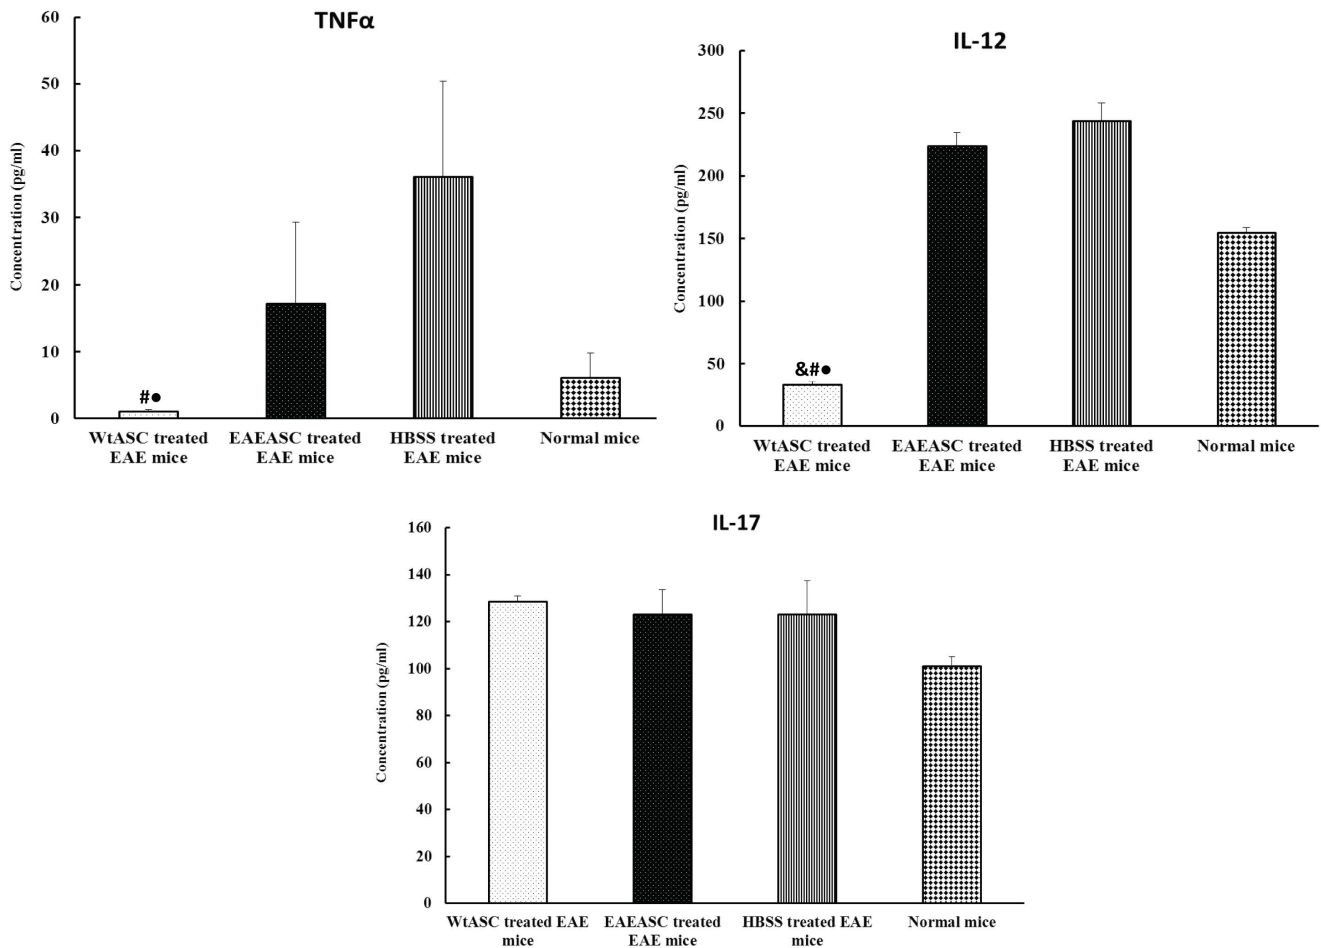 TNFα
60
50
40
30
20
10
0
Concentration (pg/ml)
#●
WtASC treated
EAE mice
EAEASC treated
EAE mice
HBSS treated
EAE mice
Normal mice
IL-12
300
250
200
150
100
50
0
Concentration (pg/ml)
&#●
WtASC treated
EAE mice
EAEASC treated
EAE mice
HBSS treated
EAE mice
Normal mice
IL-17
160
140
120
100
80
60
40
20
0
Concentration (pg/ml)
WtASC treated EAE
mice
EAEASC treated
EAE mice
HBSS treated EAE
mice
Normal mice